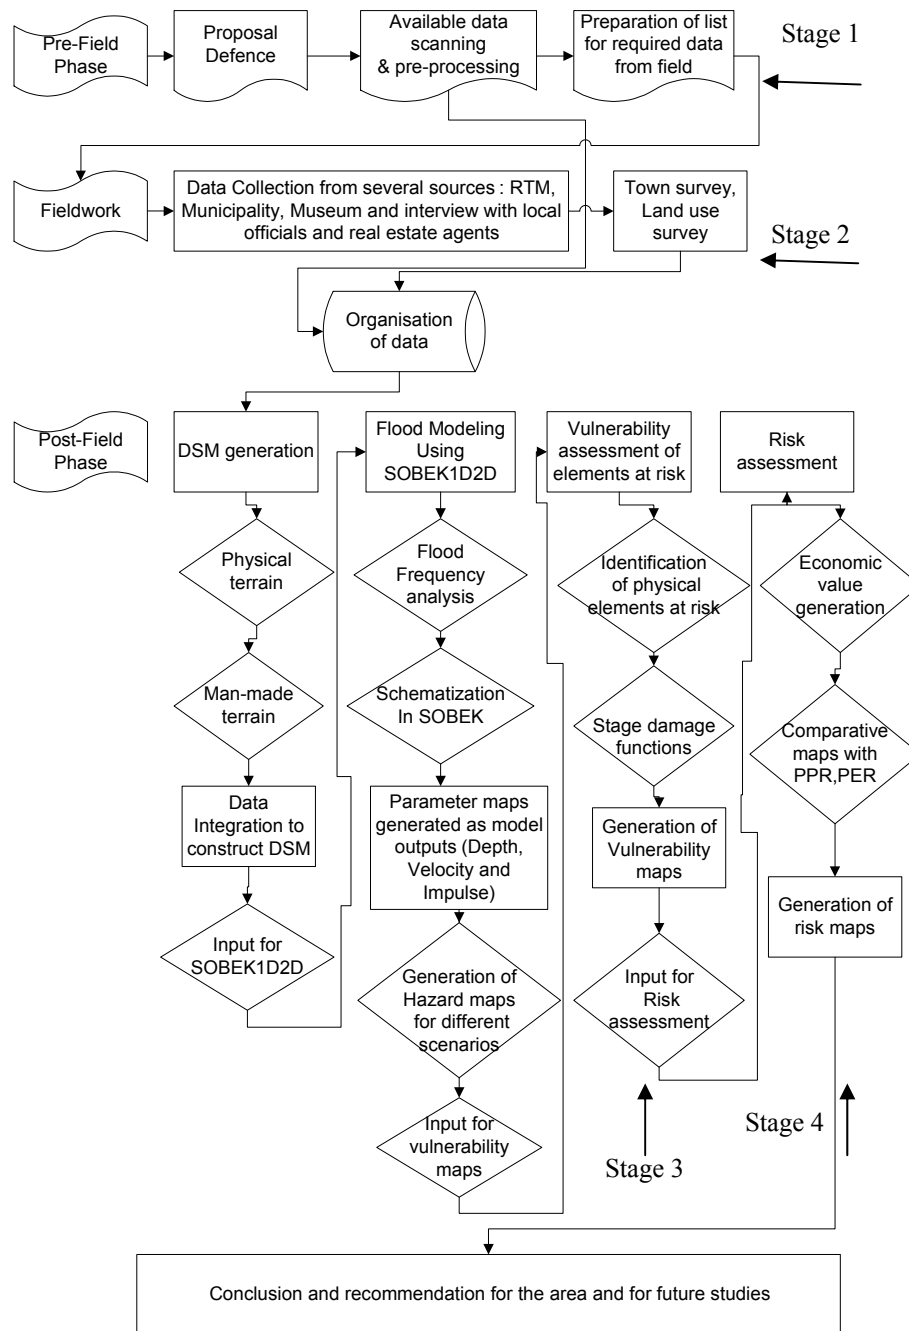 Pre-Field
Phase
Proposal
Defence
Available data
scanning
& pre-processing
Preparation of list
for required data
from field
Stage 1
Fieldwork
Data Collection from several sources : RTM,
Municipality, Museum and interview with local
officials and real estate agents
Town survey,
Land use
survey
Stage 2
Organisation
of data
Post-Field
Phase
DSM generation
Physical
terrain
Man-made
terrain
Data
Integration to
construct DSM
Input for
SOBEK1D2D
Flood Modeling
Using
SOBEK1D2D
Flood
Frequency
analysis
Schematization
In SOBEK
Parameter maps
generated as model
outputs (Depth,
Velocity and
Impulse)
Generation of
Hazard maps
for different
scenarios
Input for
vulnerability
maps
Vulnerability
assessment of
elements at risk
Identification
of physical
elements at risk
Stage damage
functions
Generation of
Vulnerability
maps
Input for
Risk
assessment
Stage 3
Risk
assessment
Economic
value
generation
Comparative
maps with
PPR,PER
Generation of
risk maps
Stage 4
Conclusion and recommendation for the area and for future studies